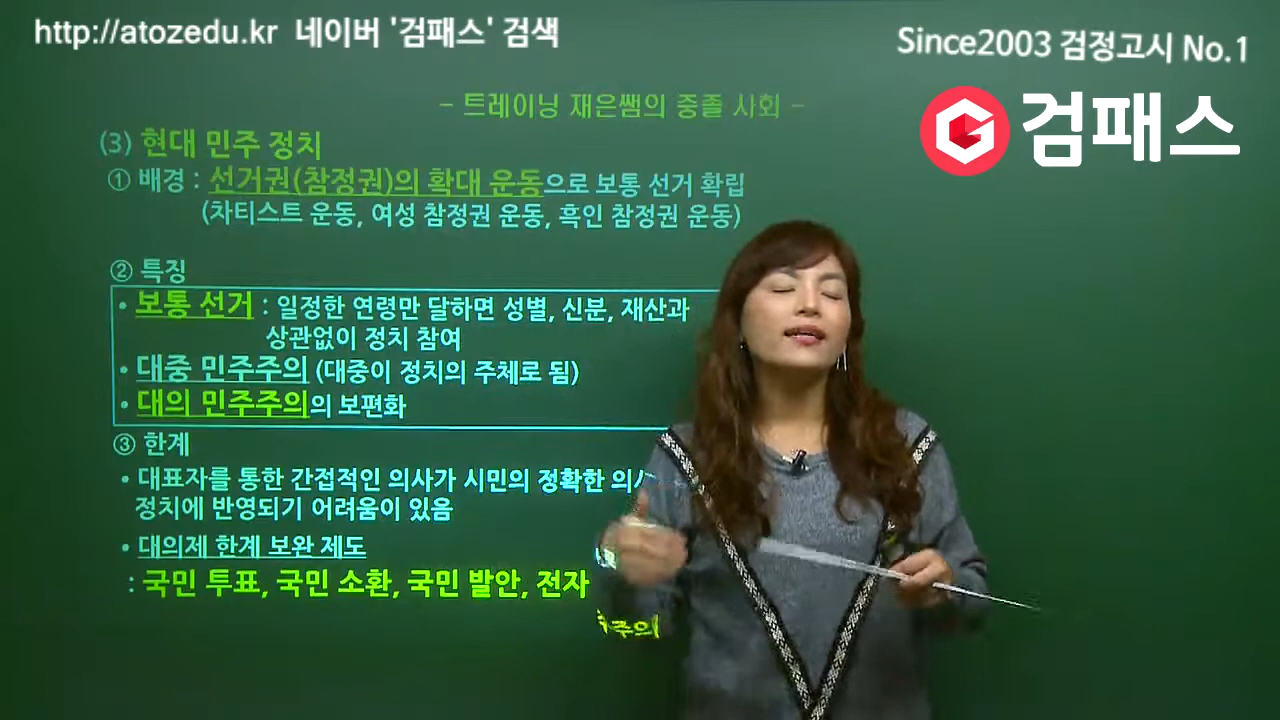 http://atozedu.kr 네이버 '검패스' 검색
Since2003 검정고시 No.1
검패스
- 트레이닝 재은쌤의 중졸 사회 -
(3) 현대 민주 정치
① 배경 : 선거권(참정권)의 확대 운동으로 보통 선거 확립
(차티스트 운동, 여성 참정권 운동, 흑인 참정권 운동)
② 특징
• 보통 선거 : 일정한 연령만 달하면 성별, 신분, 재산과
상관없이 정치 참여
• 대중 민주주의 (대중이 정치의 주체로 됨)
• 대의 민주주의의 보편화
③ 한계
• 대표자를 통한 간접적인 의사가 시민의 정확한
정치에 반영되기 어려움이 있음
• 대의제 한계 보완 제도
: 국민 투표, 국민 소환, 국민 발안, 전자
주의